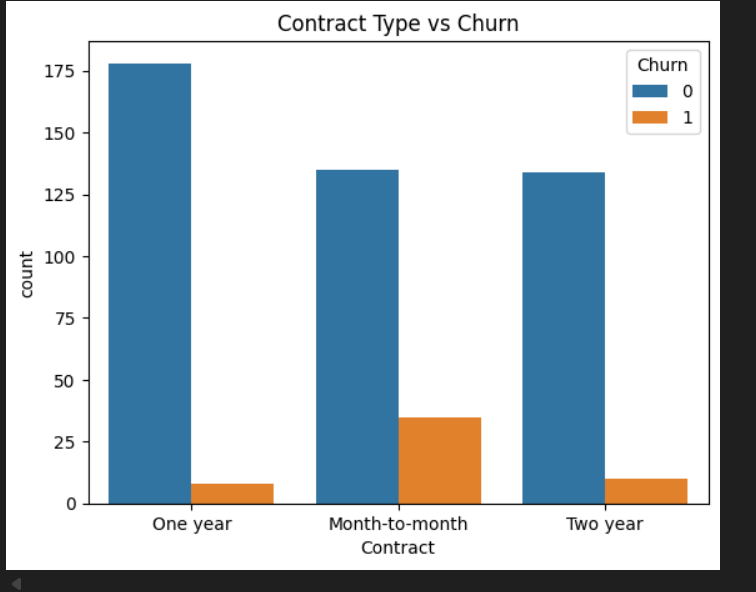 Contract Type vs Churn
175
150
125
100
75
50
25
0
count
Churn
0
1
One year
Month-to-month
Two year
Contract